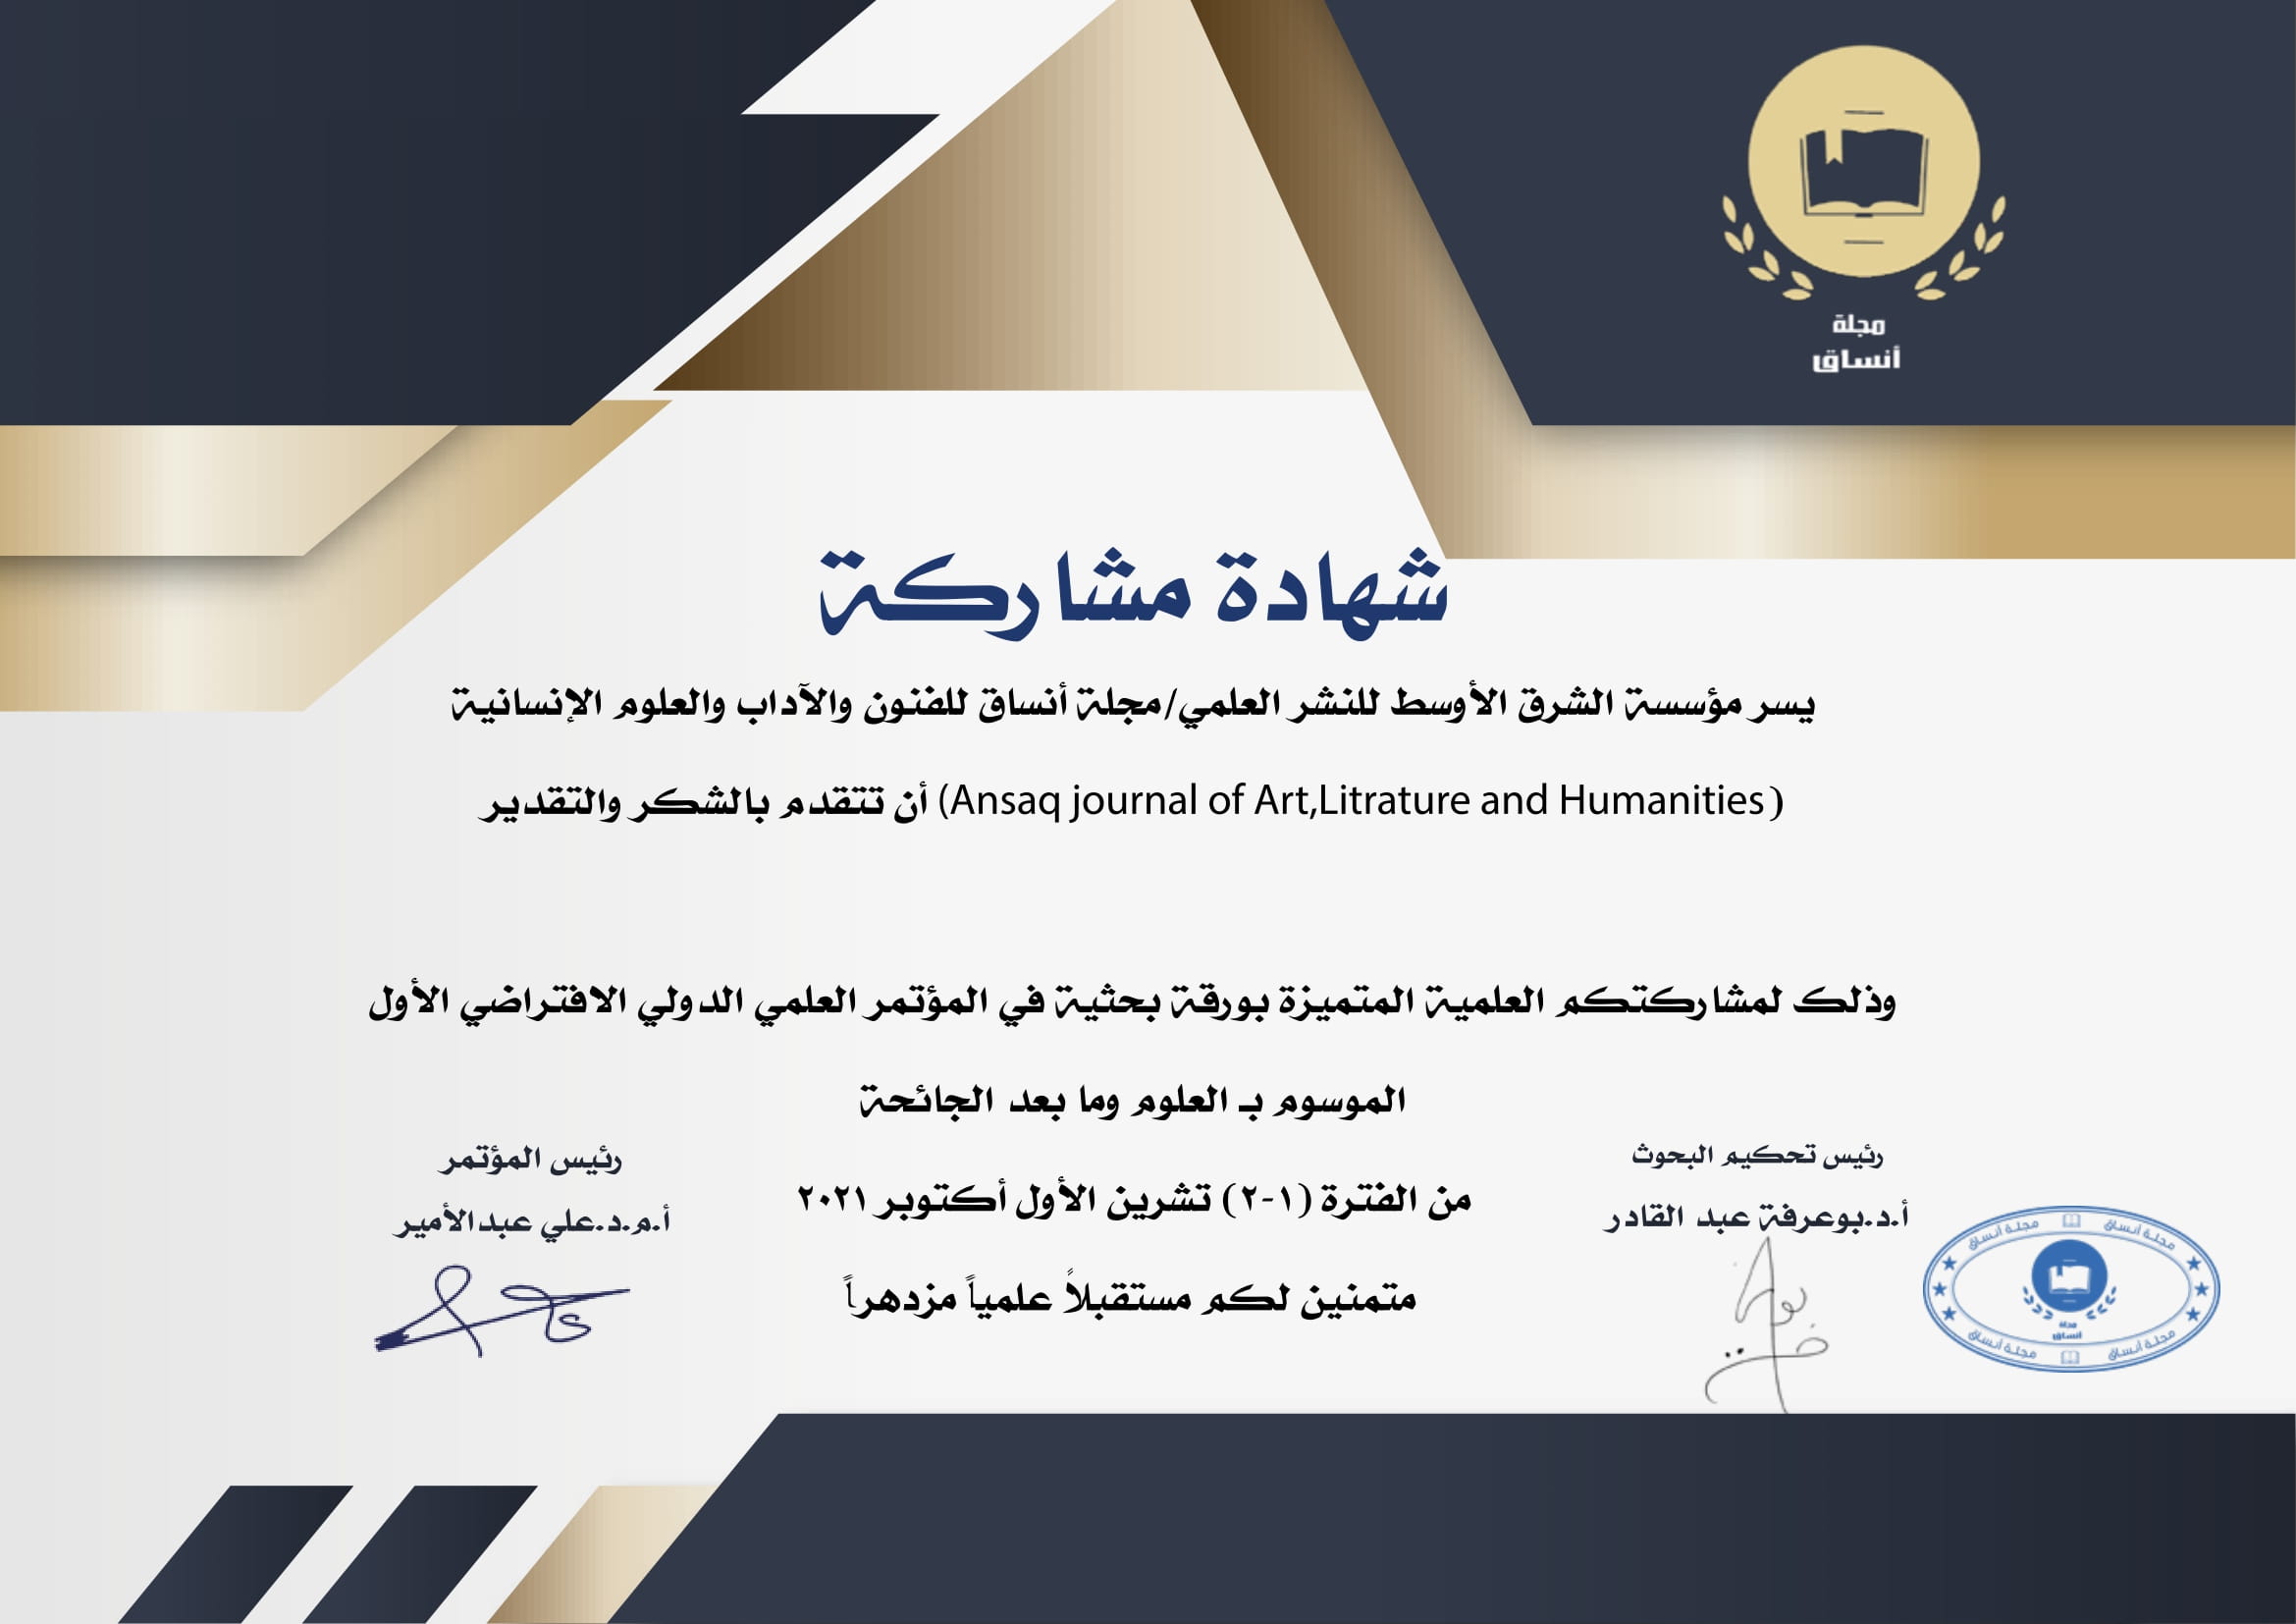 مجلة
أنساق
شهادة مشاركة
يسر مؤسسة الشرق الأوسط للنشر العلمي/مجلة أنساق للفنون والآداب والعلوم الإنسانية
(Ansaq journal of Art,Litrature and Humanities) أن تتقدم بالشكر والتقدير
وذلك لمشاركتكم العلمية المتميزة بورقة بحثية في المؤتمر العلمي الدولي الافتراضي الأول
الموسوم بـ العلوم وما بعد الجائحة
من الفترة (١-٢) تشرين الأول أكتوبر ٢٠٢١
متمنين لكم مستقبلاً علمياً مزدهراً
رئيس تحكيم البحوث
أ.د.بوعرفة عبد القادر
رئيس المؤتمر
أ.م.د.علي عبدالأمير
مجلة أنساق
مجلة أنساق
مجلة
أنساق
مجلة أنساق
مجلة أنساق